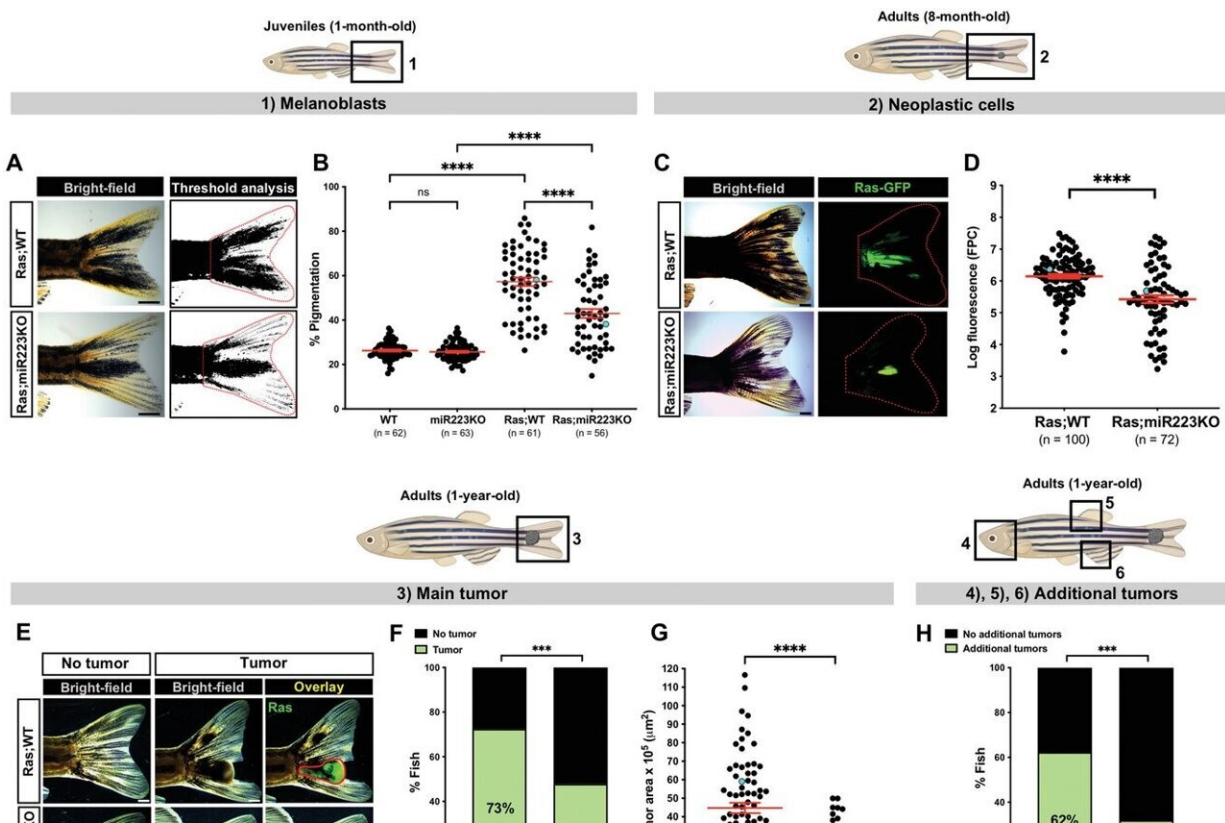 Juveniles (1-month-old)
1
1) Melanoblasts
Adults (8-month-old)
2
2) Neoplastic cells
A
Bright-field
Threshold analysis
Ras;WT
Ras;miR223KO
B
% Pigmentation
100
80
60
40
20
0
****
****
ns
****
WT
(n = 62)
miR223KO
(n = 63)
Ras;WT
(n = 61)
Ras;miR223KO
(n = 56)
C
Bright-field
Ras-GFP
Ras;WT
Ras;miR223KO
D
Log fluorescence (FPC)
9
8
7
6
5
4
3
2
****
Ras;WT
(n = 100)
Ras;miR223KO
(n = 72)
Adults (1-year-old)
3
3) Main tumor
Adults (1-year-old)
4
5
6
4), 5), 6) Additional tumors
E
No tumor
Tumor
Bright-field
Bright-field
Overlay
Ras;WT
Ras
F
No tumor
Tumor
***
% Fish
100
80
60
40
73%
G
****
area x 10⁵ (µm²)
120
110
100
90
80
70
60
50
40
H
No additional tumors
Additional tumors
***
% Fish
100
80
60
40
62%